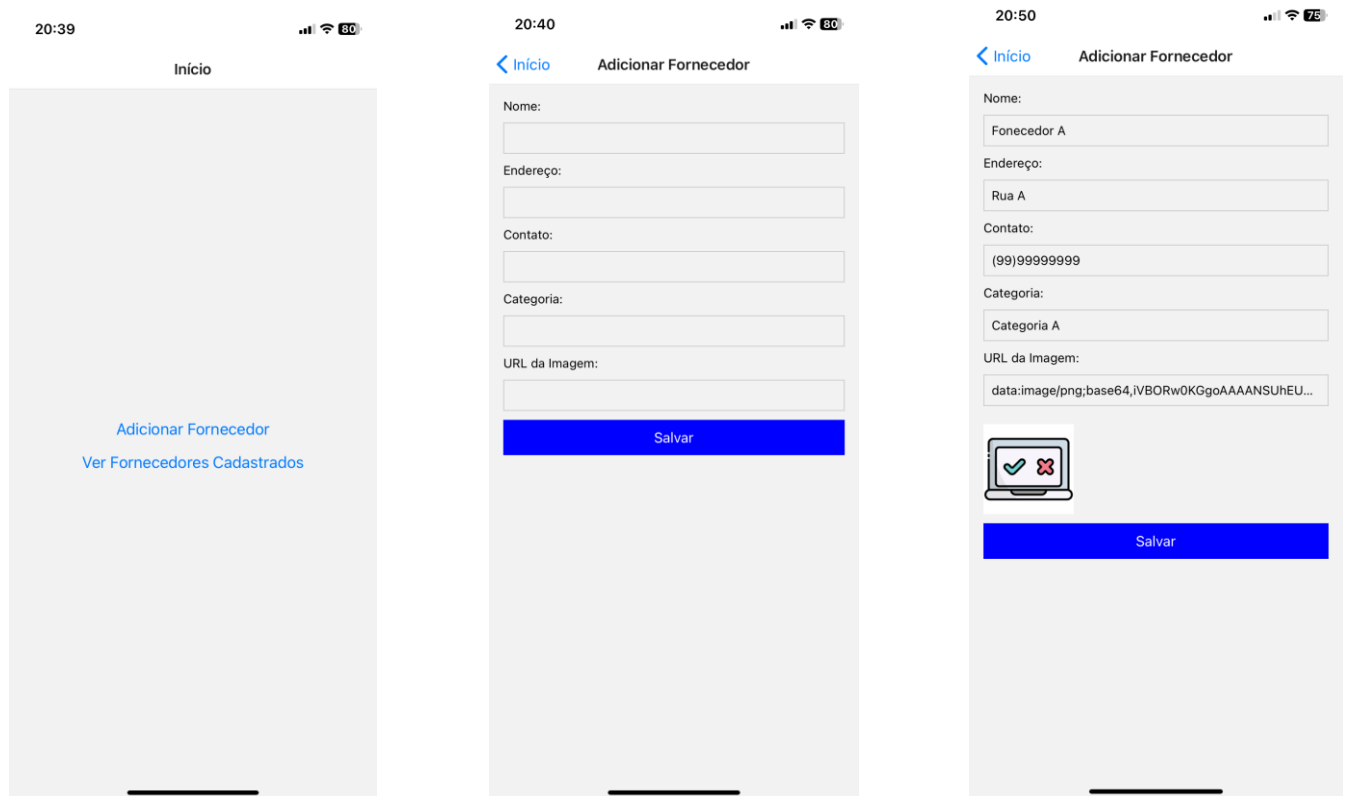 20:39
80
Início
Adicionar Fornecedor
Ver Fornecedores Cadastrados
20:40
80
Início
Adicionar Fornecedor
Nome:
Endereço:
Contato:
Categoria:
URL da Imagem:
Salvar
20:50
75
Início
Adicionar Fornecedor
Nome:
Fonecedor A
Endereço:
Rua A
Contato:
(99)99999999
Categoria:
Categoria A
URL da Imagem:
data:image/png;base64,iVBORw0KGgoAAAANSUhEU...
Salvar